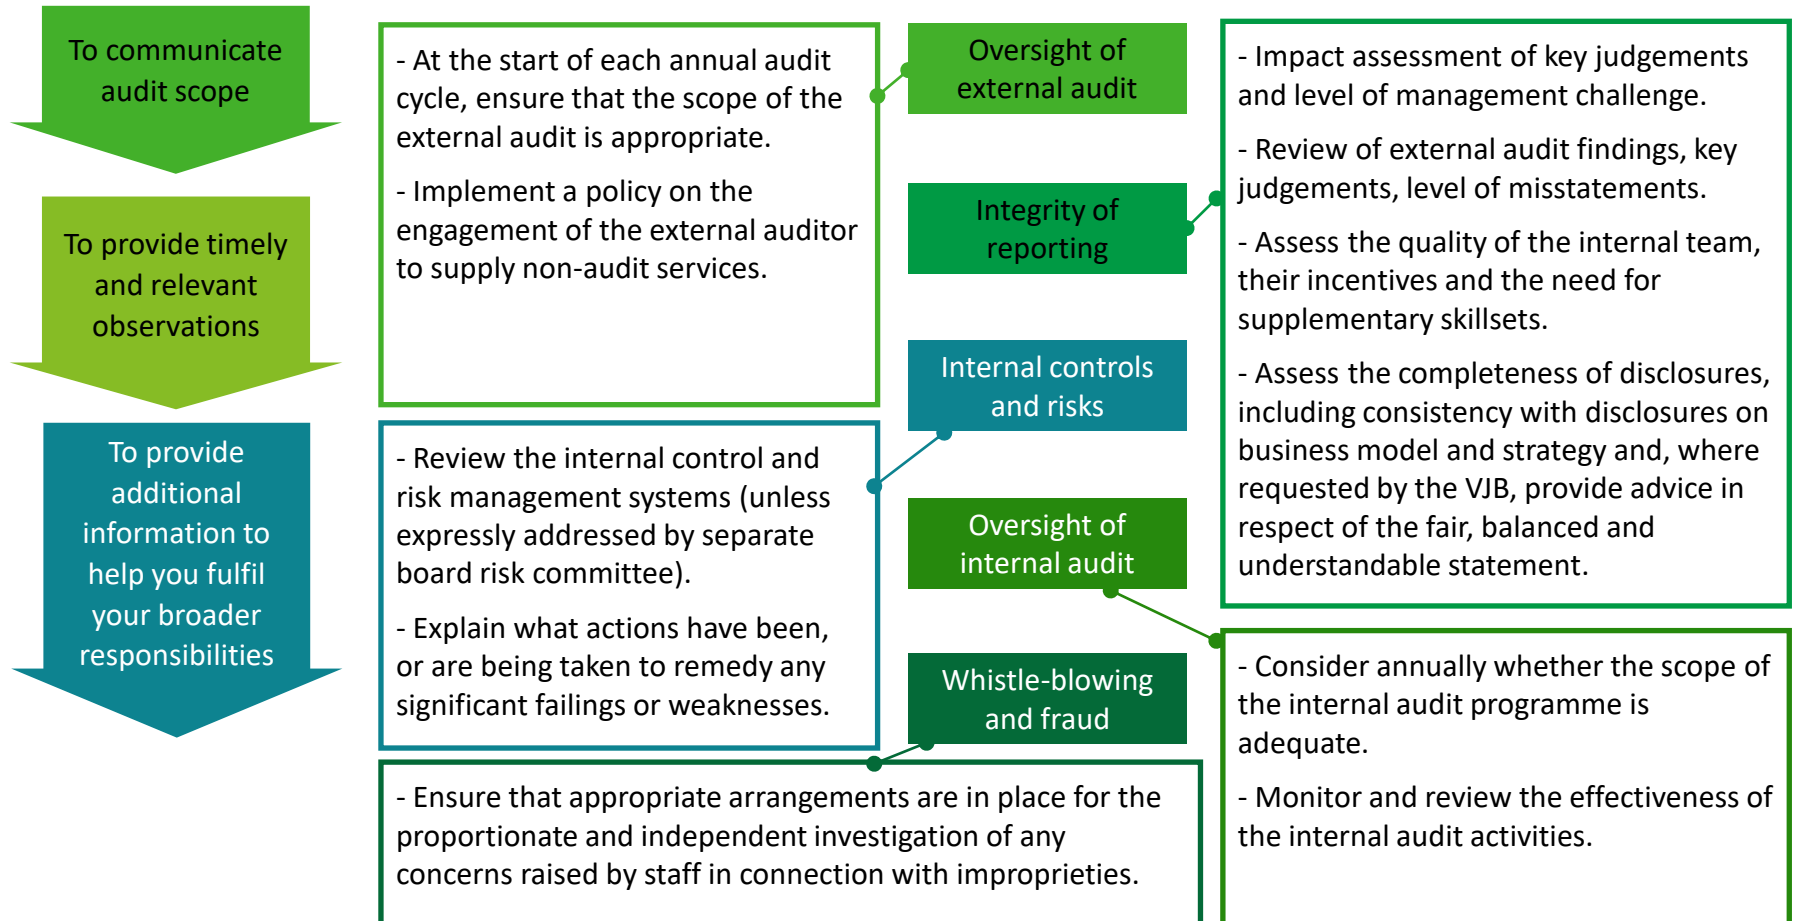 To communicate
audit scope
To provide timely
and relevant
observations
To provide
additional
information to
help you fulfil
your broader
responsibilities
- At the start of each annual audit
cycle, ensure that the scope of the
external audit is appropriate.
- Implement a policy on the
engagement of the external auditor
to supply non-audit services.
Oversight of
external audit
Integrity of
reporting
- Impact assessment of key judgements
and level of management challenge.
- Review of external audit findings, key
judgements, level of misstatements.
- Assess the quality of the internal team,
their incentives and the need for
supplementary skillsets.
- Assess the completeness of disclosures,
including consistency with disclosures on
business model and strategy and, where
requested by the VJB, provide advice in
respect of the fair, balanced and
understandable statement.
Internal controls
and risks
- Review the internal control and
risk management systems (unless
expressly addressed by separate
board risk committee).
- Explain what actions have been,
or are being taken to remedy any
significant failings or weaknesses.
Oversight of
internal audit
- Consider annually whether the scope of
the internal audit programme is
adequate.
- Monitor and review the effectiveness of
the internal audit activities.
Whistle-blowing
and fraud
- Ensure that appropriate arrangements are in place for the
proportionate and independent investigation of any
concerns raised by staff in connection with improprieties.